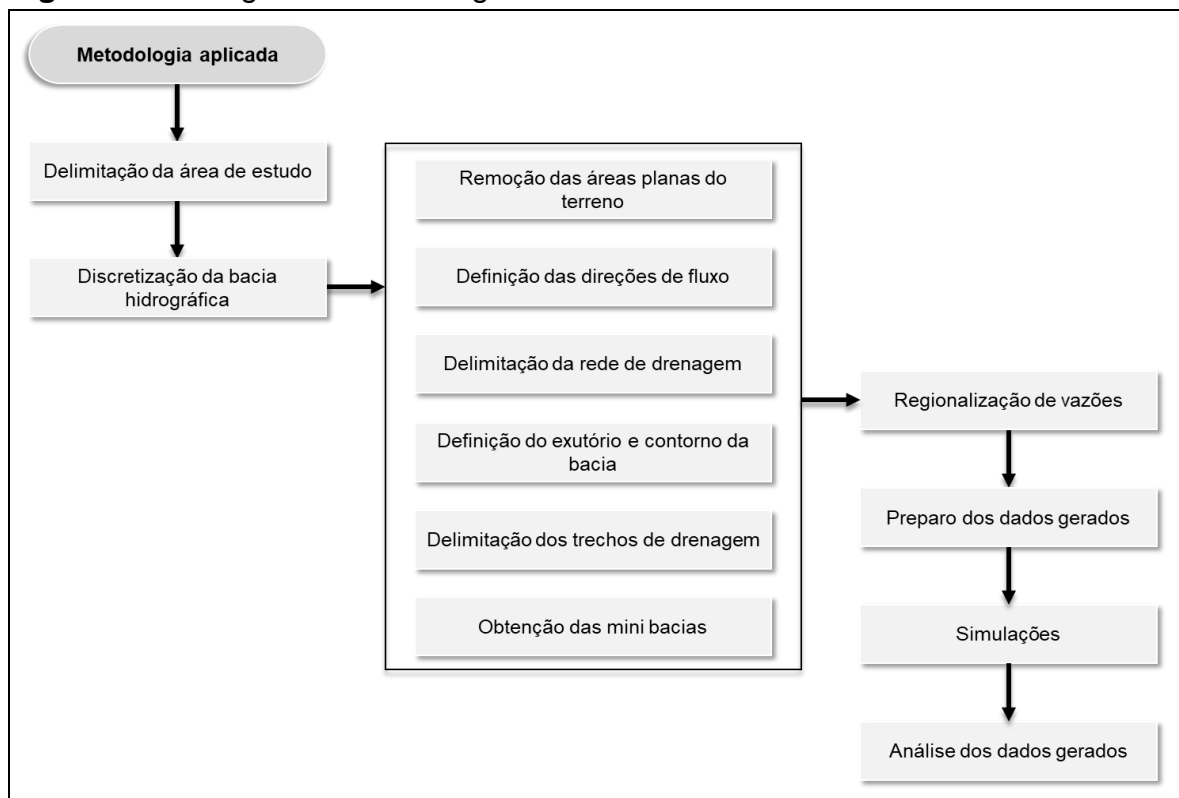 Metodologia aplicada
Delimitação da área de estudo
Discretização da bacia
hidrográfica
Remoção das áreas planas do
terreno
Definição das direções de fluxo
Delimitação da rede de drenagem
Definição do exutório e contorno da
bacia
Delimitação dos trechos de drenagem
Obtenção das mini bacias
Regionalização de vazões
Preparo dos dados gerados
Simulações
Análise dos dados gerados